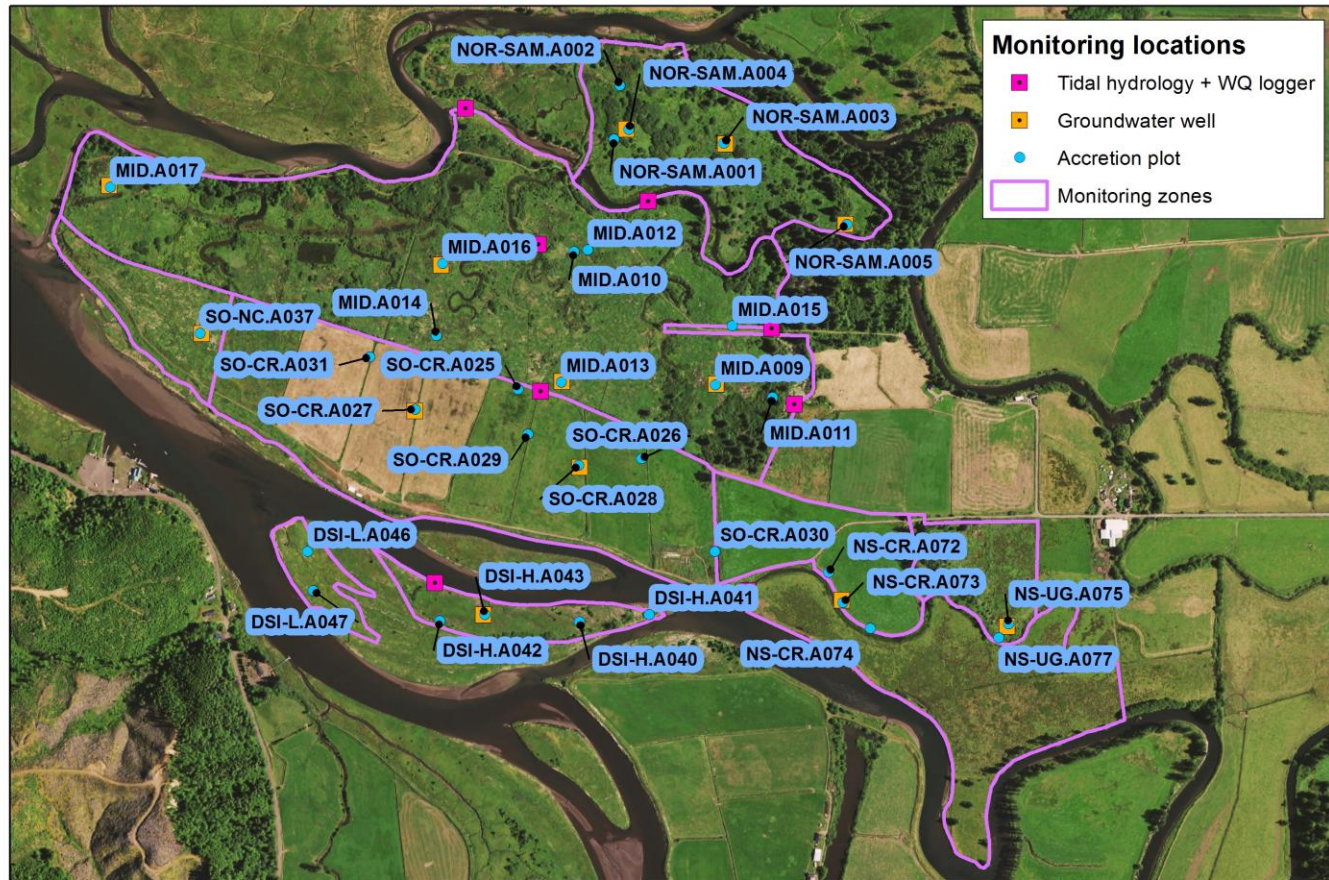 Monitoring locations
Tidal hydrology + WQ logger
Groundwater well
Accretion plot
Monitoring zones
NOR-SAM.A002
NOR-SAM.A004
NOR-SAM.A003
NOR-SAM.A001
MID.A017
MID.A012
MID.A016
NOR-SAM.A005
MID.A010
MID.A014
MID.A015
SO-NC.A037
SO-CR.A031
SO-CR.A025
MID.A013
MID.A009
SO-CR.A027
SO-CR.A026
MID.A011
SO-CR.A029
SO-CR.A028
DSI-L.A046
SO-CR.A030
NS-CR.A072
DSI-H.A043
NS-CR.A073
DSI-H.A041
NS-UG.A075
DSI-L.A047
DSI-H.A042
DSI-H.A040
NS-CR.A074
NS-UG.A077